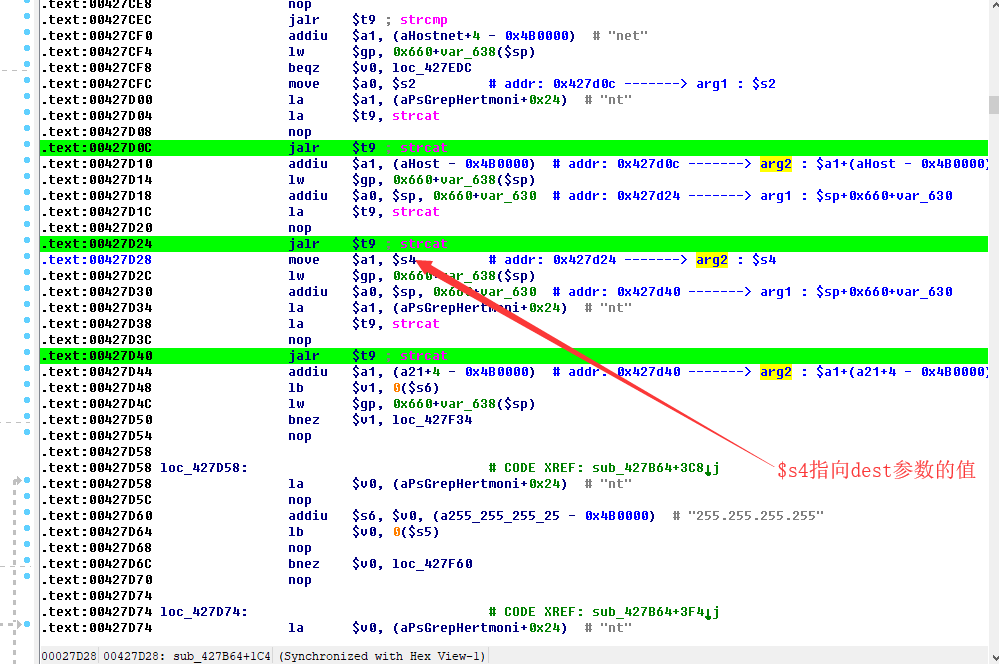 .text:00427CE8 nop
.text:00427CEC jalr $t9 ; strcmp
.text:00427CF0 addiu $a1, (aHostnet+4 - 0x4B0000) # "net"
.text:00427CF4 lw $gp, 0x660+var_638($sp)
.text:00427CF8 beqz $v0, loc_427EDC
.text:00427CFC move $a0, $s2 # addr: 0x427d0c -------> arg1 : $s2
.text:00427D00 la $a1, (aPsGrepHertmoni+0x24) # "nt"
.text:00427D04 la $t9, strcat
.text:00427D08 nop
.text:00427D0C jalr $t9 ; strcat
.text:00427D10 addiu $a1, (aHost - 0x4B0000) # addr: 0x427d0c -------> arg2 : $a1+(aHost - 0x4B0000)
.text:00427D14 lw $gp, 0x660+var_638($sp)
.text:00427D18 addiu $a0, $sp, 0x660+var_630 # addr: 0x427d24 -------> arg1 : $sp+0x660+var_630
.text:00427D1C la $t9, strcat
.text:00427D20 nop
.text:00427D24 jalr $t9 ; strcat
.text:00427D28 move $a1, $s4 # addr: 0x427d24 -------> arg2 : $s4
.text:00427D2C lw $gp, 0x660+var_638($sp)
.text:00427D30 addiu $a0, $sp, 0x660+var_630 # addr: 0x427d40 -------> arg1 : $sp+0x660+var_630
.text:00427D34 la $a1, (aPsGrepHertmoni+0x24) # "nt"
.text:00427D38 la $t9, strcat
.text:00427D3C nop
.text:00427D40 jalr $t9 ; strcat
.text:00427D44 addiu $a1, (a21+4 - 0x4B0000) # addr: 0x427d40 -------> arg2 : $a1+(a21+4 - 0x4B0000)
.text:00427D48 lb $v1, 0($s6)
.text:00427D4C lw $gp, 0x660+var_638($sp)
.text:00427D50 bnez $v1, loc_427F34
.text:00427D54 nop
.text:00427D58
.text:00427D58 loc_427D58: # CODE XREF: sub_427B64+3C8↓j
$s4指向dest参数的值
.text:00427D58 la $v0, (aPsGrepHertmoni+0x24) # "nt"
.text:00427D5C nop
.text:00427D60 addiu $s6, $v0, (a255_255_255_25 - 0x4B0000) # "255.255.255.255"
.text:00427D64 lb $v0, 0($s5)
.text:00427D68 nop
.text:00427D6C bnez $v0, loc_427F60
.text:00427D70 nop
.text:00427D74
.text:00427D74 loc_427D74: # CODE XREF: sub_427B64+3F4↓j
.text:00427D74 la $v0, (aPsGrepHertmoni+0x24) # "nt"
00027D28 00427D28: sub_427B64+1C4 (Synchronized with Hex View-1)